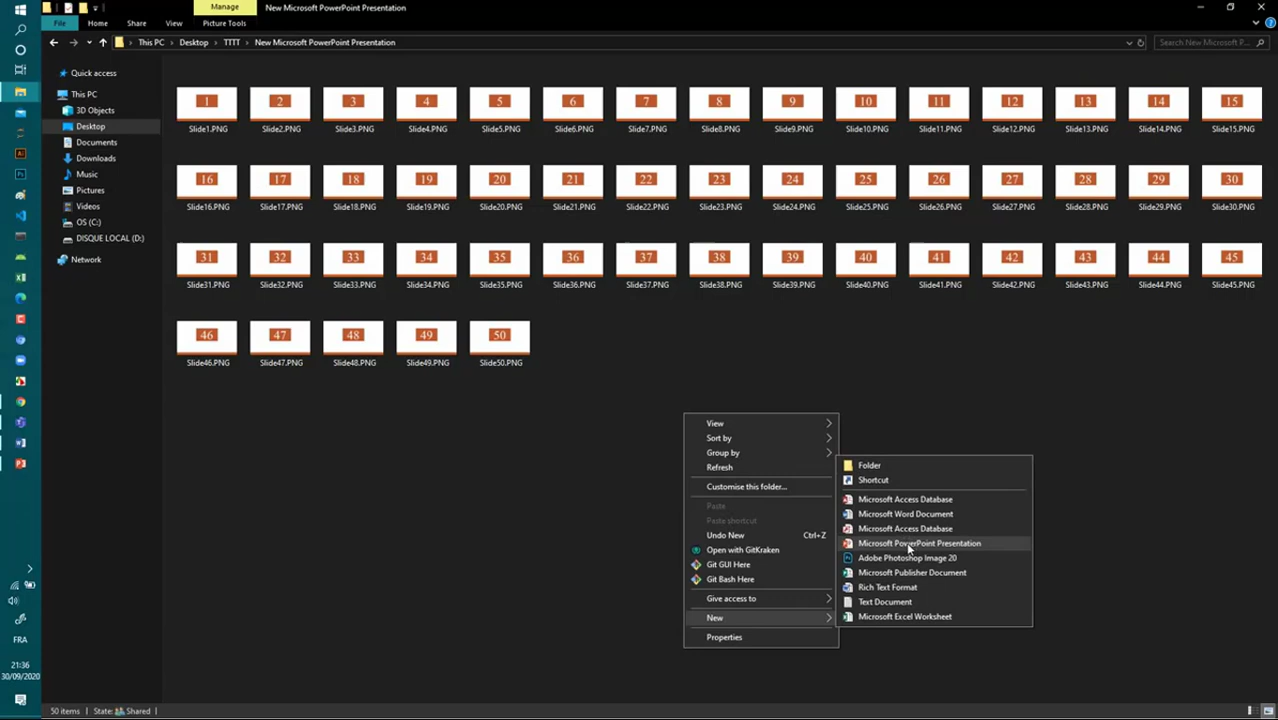 Manage
New Microsoft PowerPoint Presentation
File
Home
Share
View
Picture Tools
This PC
Desktop
TTTT
New Microsoft PowerPoint Presentation
Search New Microsoft P...
Quick access
This PC
3D Objects
Desktop
Documents
Downloads
Music
Pictures
Videos
OS (C:)
DISQUE LOCAL (D:)
Network
1 2 3 4 5 6 7 8 9 10 11 12 13 14 15
Slide1.PNG Slide2.PNG Slide3.PNG Slide4.PNG Slide5.PNG Slide6.PNG Slide7.PNG Slide8.PNG Slide9.PNG Slide10.PNG Slide11.PNG Slide12.PNG Slide13.PNG Slide14.PNG Slide15.PNG
16 17 18 19 20 21 22 23 24 25 26 27 28 29 30
Slide16.PNG Slide17.PNG Slide18.PNG Slide19.PNG Slide20.PNG Slide21.PNG Slide22.PNG Slide23.PNG Slide24.PNG Slide25.PNG Slide26.PNG Slide27.PNG Slide28.PNG Slide29.PNG Slide30.PNG
31 32 33 34 35 36 37 38 39 40 41 42 43 44 45
Slide31.PNG Slide32.PNG Slide33.PNG Slide34.PNG Slide35.PNG Slide36.PNG Slide37.PNG Slide38.PNG Slide39.PNG Slide40.PNG Slide41.PNG Slide42.PNG Slide43.PNG Slide44.PNG Slide45.PNG
46 47 48 49 50
Slide46.PNG Slide47.PNG Slide48.PNG Slide49.PNG Slide50.PNG
View
Sort by
Group by
Refresh
Customise this folder...
Paste
Paste shortcut
Undo New Ctrl+Z
Open with GitKraken
Git GUI Here
Git Bash Here
Give access to
New
Properties
Folder
Shortcut
Microsoft Access Database
Microsoft Word Document
Microsoft Access Database
Microsoft PowerPoint Presentation
Adobe Photoshop Image 20
Microsoft Publisher Document
Rich Text Format
Text Document
Microsoft Excel Worksheet
FRA
21:36
30/09/2020
50 items State: Shared